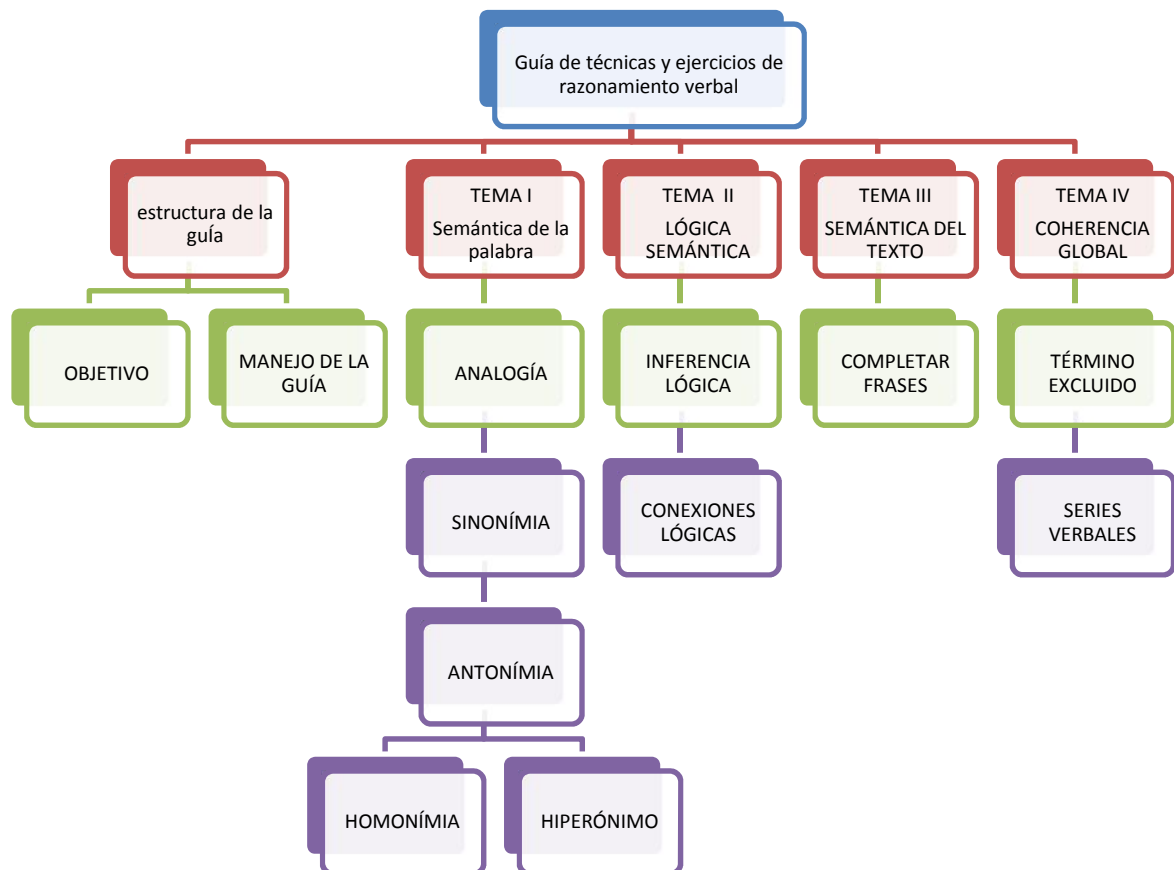 Guía de técnicas y ejercicios de
razonamiento verbal
estructura de la
guía
TEMA I
Semántica de la
palabra
TEMA II
LÓGICA
SEMÁNTICA
TEMA III
SEMÁNTICA DEL
TEXTO
TEMA IV
COHERENCIA
GLOBAL
OBJETIVO
MANEJO DE LA
GUÍA
ANALOGÍA
INFERENCIA
LÓGICA
COMPLETAR
FRASES
TÉRMINO
EXCLUIDO
SINONÍMIA
CONEXIONES
LÓGICAS
SERIES
VERBALES
ANTONÍMIA
HOMONÍMIA
HIPERÓNIMO